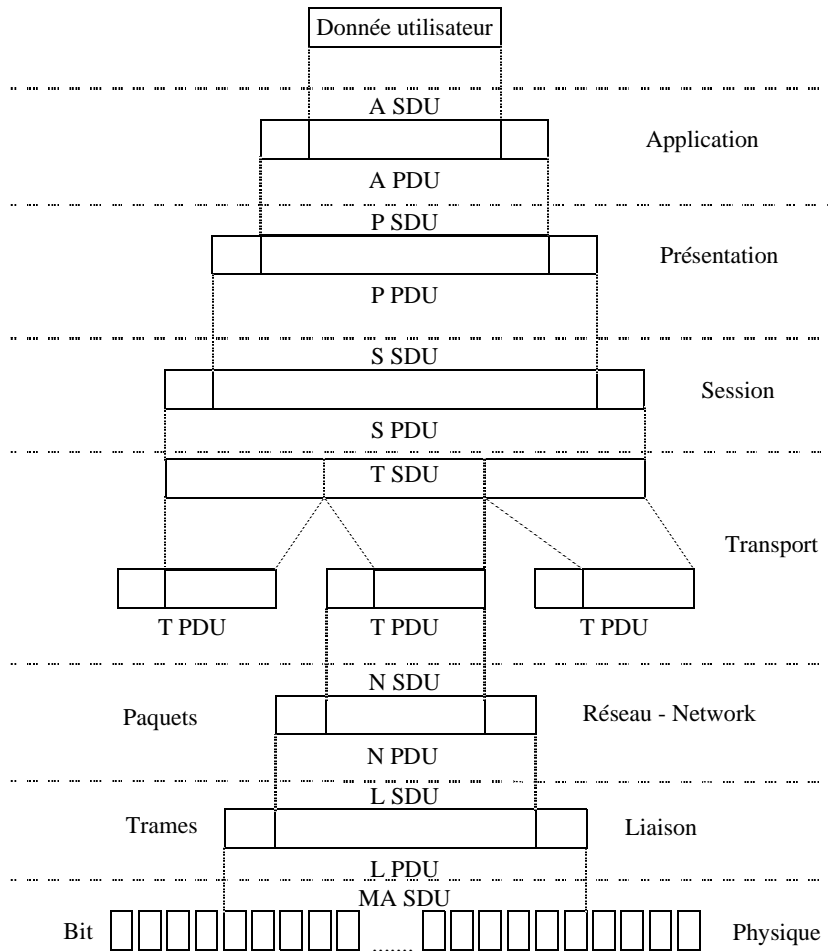 Donnée utilisateur
A SDU
Application
A PDU
P SDU
Présentation
P PDU
S SDU
Session
S PDU
T SDU
Transport
T PDU T PDU T PDU
N SDU
Paquets Réseau - Network
N PDU
L SDU
Trames Liaison
L PDU
MA SDU
Bit ....... Physique